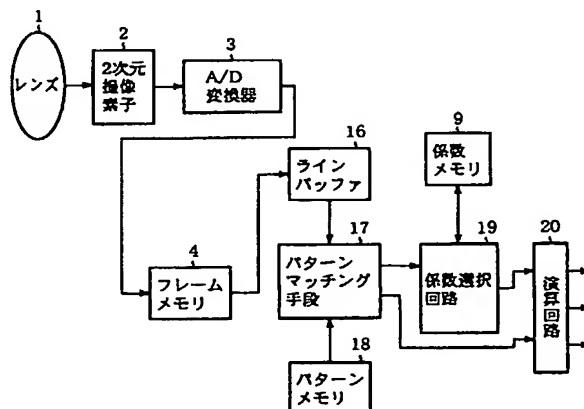 1
レンズ
2
2次元
撮像
素子
3
A/D
変換器
16
ライン
バッファ
9
係数
メモリ
4
フレーム
メモリ
17
パターン
マッチング
手段
19
係数選択
回路
20
演算回路
18
パターン
メモリ